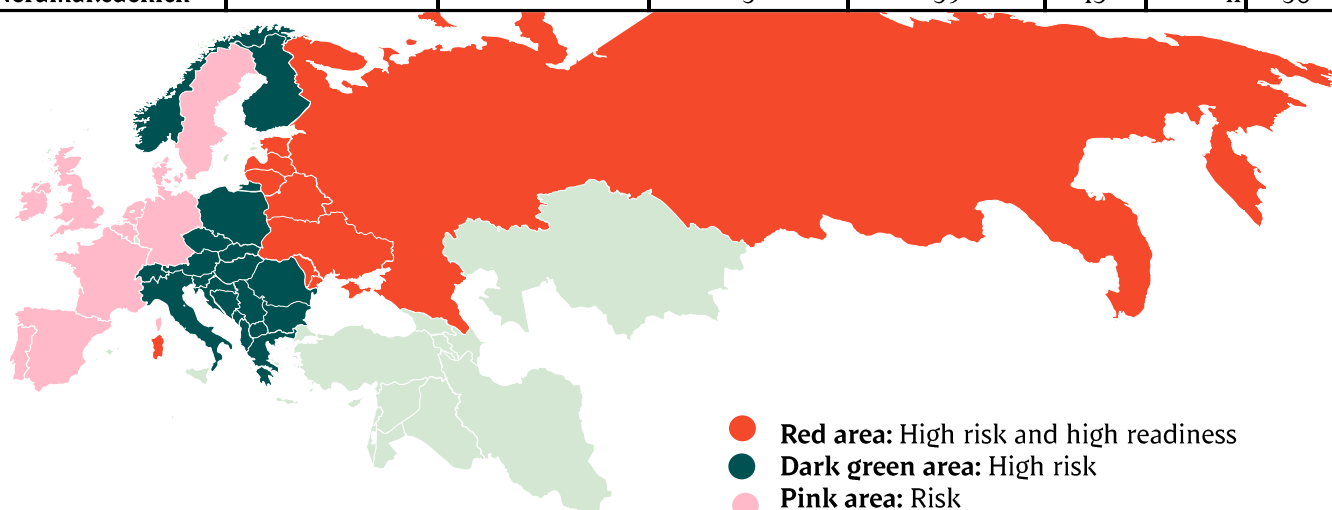 Red area: High risk and high readiness
Dark green area: High risk
Pink area: Risk